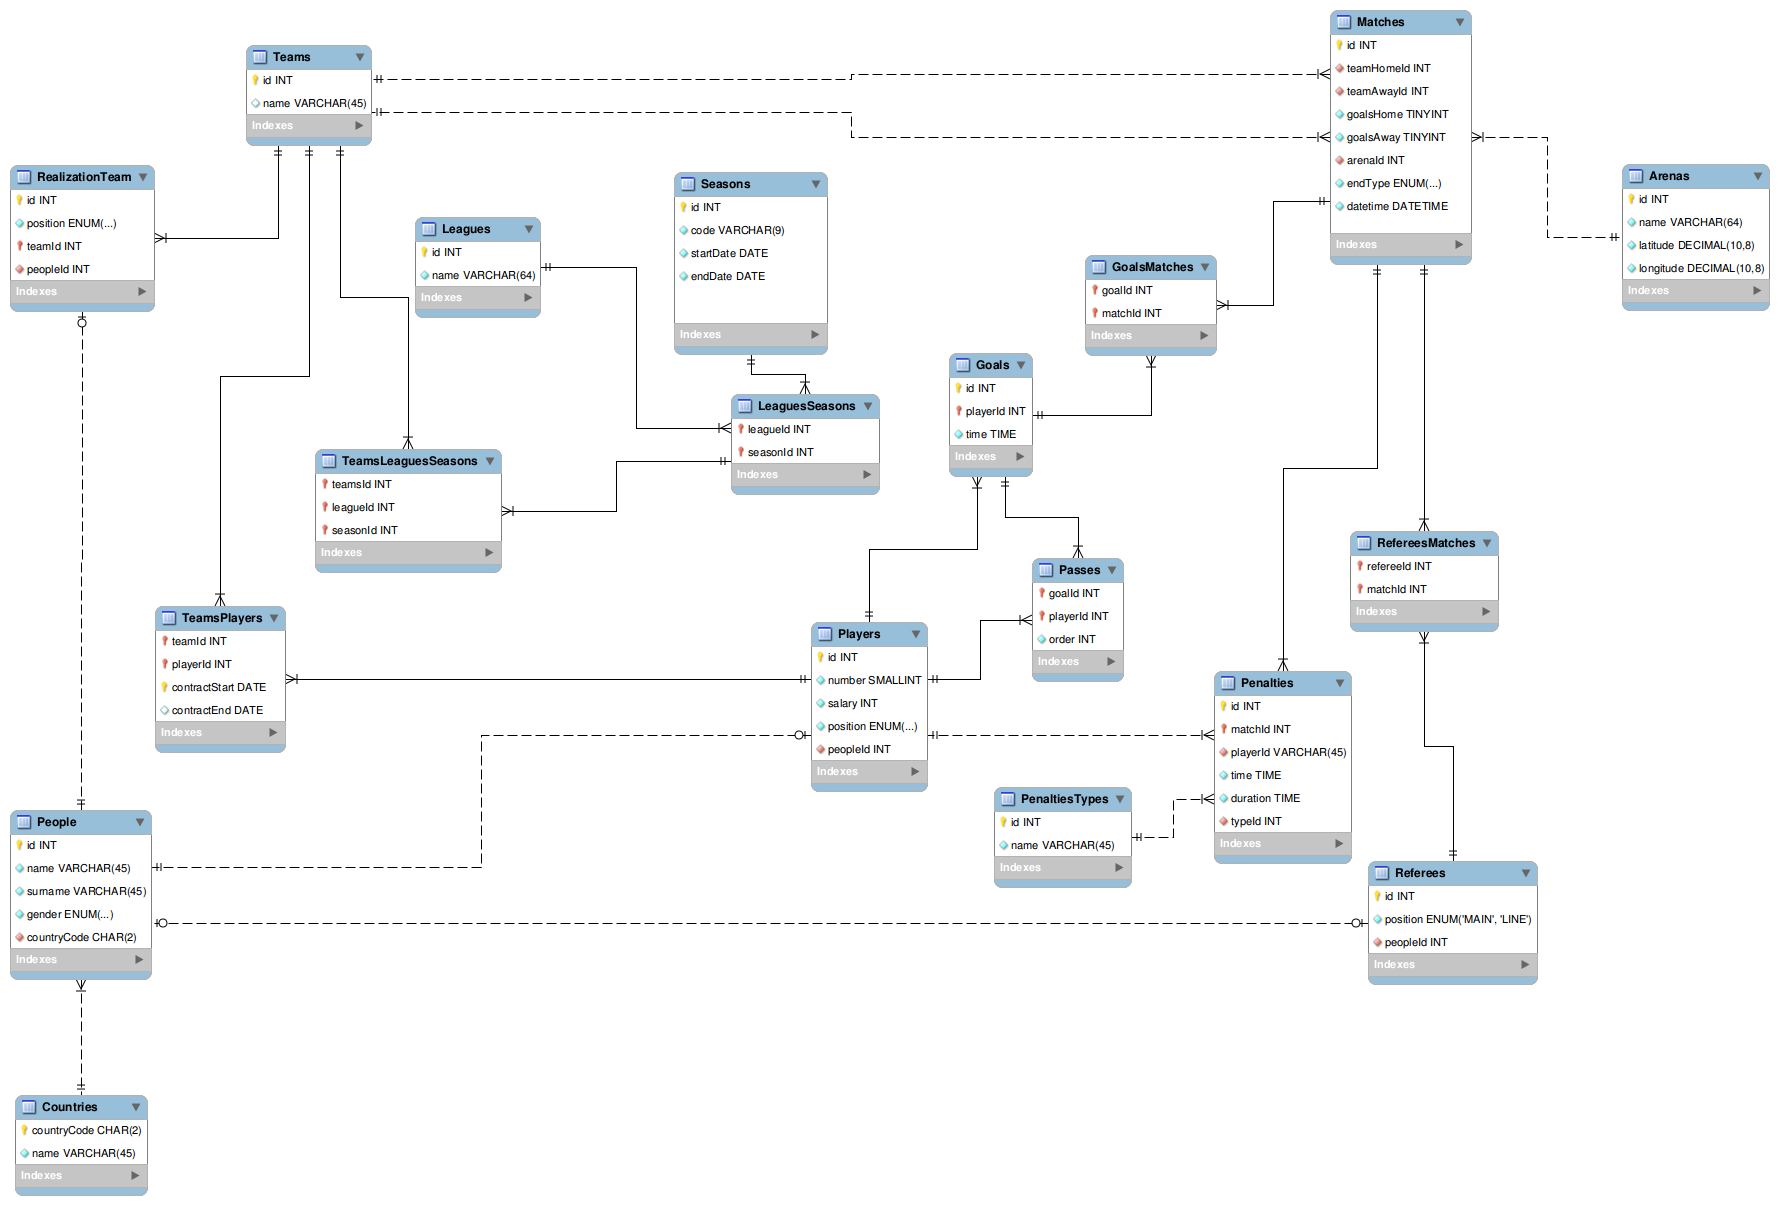 Teams
id INT
name VARCHAR(45)
Indexes
Matches
id INT
teamHomeId INT
teamAwayId INT
goalsHome TINYINT
goalsAway TINYINT
arenaId INT
endType ENUM(...)
datetime DATETIME
Indexes
RealizationTeam
id INT
position ENUM(...)
teamId INT
peopleId INT
Indexes
Leagues
id INT
name VARCHAR(64)
Indexes
Seasons
id INT
code VARCHAR(9)
startDate DATE
endDate DATE
Indexes
Arenas
id INT
name VARCHAR(64)
latitude DECIMAL(10,8)
longitude DECIMAL(10,8)
Indexes
GoalsMatches
goalId INT
matchId INT
Indexes
Goals
id INT
playerId INT
time TIME
Indexes
LeaguesSeasons
leagueId INT
seasonId INT
Indexes
TeamsLeaguesSeasons
teamsId INT
leagueId INT
seasonId INT
Indexes
RefereesMatches
refereeId INT
matchId INT
Indexes
Passes
goalId INT
playerId INT
order INT
Indexes
TeamsPlayers
teamId INT
playerId INT
contractStart DATE
contractEnd DATE
Indexes
Players
id INT
number SMALLINT
salary INT
position ENUM(...)
peopleId INT
Indexes
Penalties
id INT
matchId INT
playerId VARCHAR(45)
time TIME
duration TIME
typeId INT
Indexes
PenaltiesTypes
id INT
name VARCHAR(45)
Indexes
People
id INT
name VARCHAR(45)
surname VARCHAR(45)
gender ENUM(...)
countryCode CHAR(2)
Indexes
Referees
id INT
position ENUM('MAIN', 'LINE')
peopleId INT
Indexes
Countries
countryCode CHAR(2)
name VARCHAR(45)
Indexes